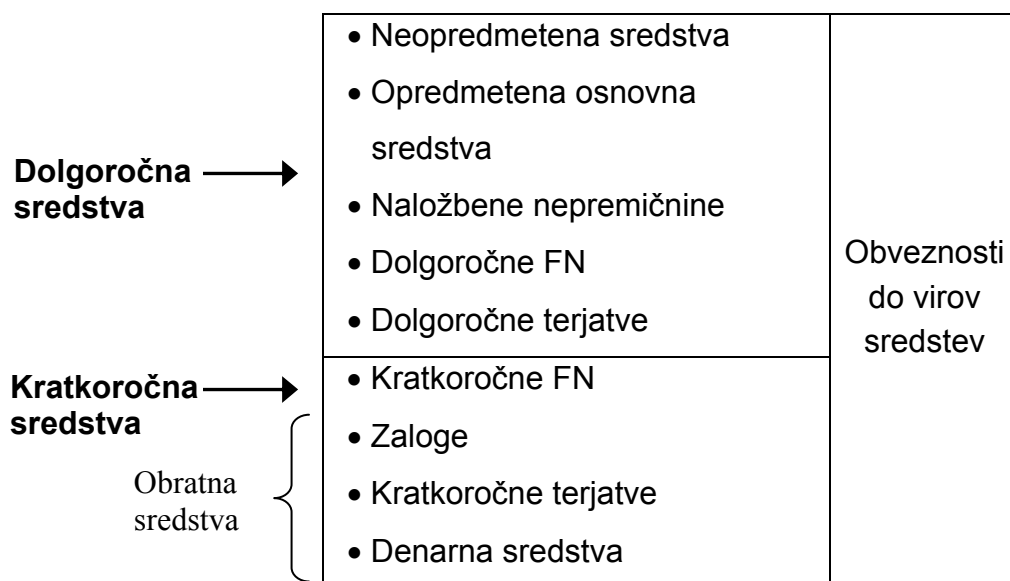 Dolgoročna
sredstva
• Neopredmetena sredstva
• Opredmetena osnovna
sredstva
• Naložbene nepremičnine
• Dolgoročne FN
• Dolgoročne terjatve
Kratkoročna
sredstva
Obratna
sredstva
• Kratkoročne FN
• Zaloge
• Kratkoročne terjatve
• Denarna sredstva
Obveznosti
do virov
sredstev